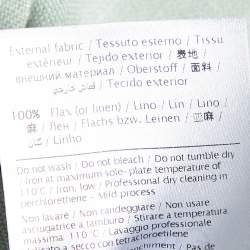 External fabric / Tessuto esterno / Tissu
extérieur / Tejido exterior / 表地 /
внешний материал / Oberstoff / 面料 /
قماش خارجي / Tecido exterior
100% Flax (or linen) / Lino / Lin / Lino /
麻 / Лен / Flachs bzw. Leinen / 亚麻 /
/ Linho
Do not wash / Do not bleach / Do not tumble dry
/ Iron at maximum sole-plate temperature of
110°C / Iron, low / Professional dry cleaning in
perchlorethene - Mild process
Non lavare / Non candeggiare / Non usare
asciugatrice a tamburo / Stirare a temperatura
massima 110°C / Lavaggio professionale
a secco con tetracloroetilene
Pas de